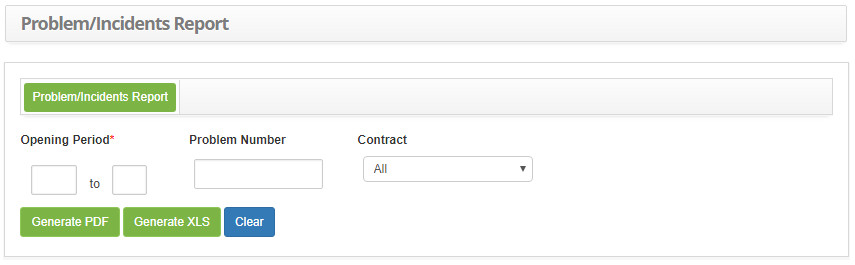 Problem/Incidents Report
Problem/Incidents Report
Opening Period* Problem Number Contract
to All
Generate PDF Generate XLS Clear